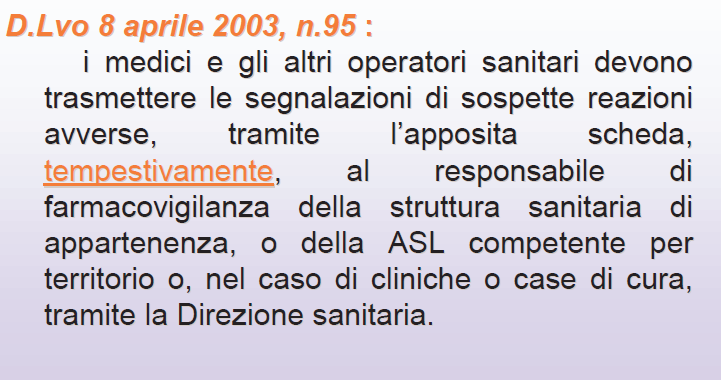 D.Lvo 8 aprile 2003, n.95 :
i medici e gli altri operatori sanitari devono
trasmettere le segnalazioni di sospette reazioni
avverse, tramite l'apposita scheda,
tempestivamente, al responsabile di
farmacovigilanza della struttura sanitaria di
appartenenza, o della ASL competente per
territorio o, nel caso di cliniche o case di cura,
tramite la Direzione sanitaria.